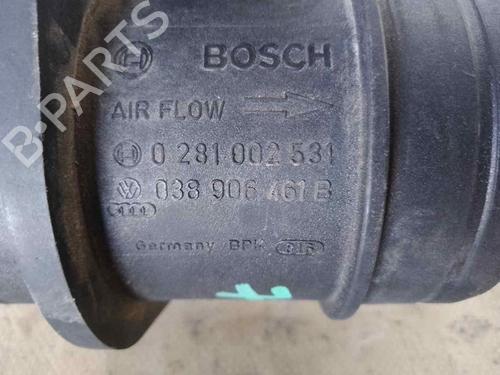 BOSCH
AIR FLOW
0 281 002 531
038 906 461 B
Germany BPK
B-PARTS